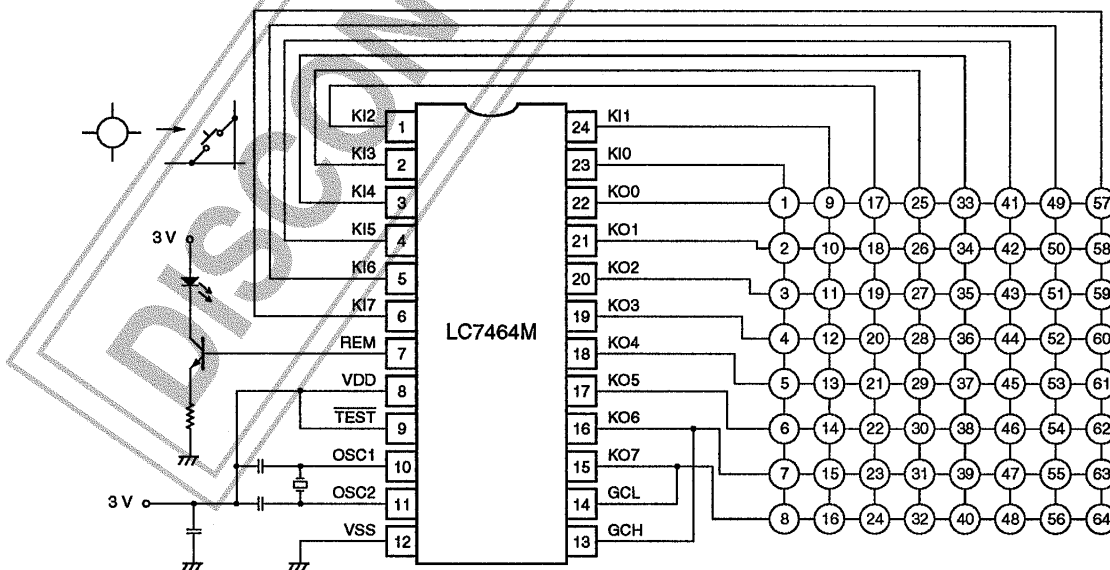 KI2 1 24 KI1
KI3 2 23 KI0
KI4 3 22 KO0 1 9 17 25 33 41 49 57
KI5 4 21 KO1 2 10 18 26 34 42 50 58
3 V
KI6 5 20 KO2 3 11 19 27 35 43 51 59
KI7 6 19 KO3 4 12 20 28 36 44 52 60
LC7464M
REM 7 18 KO4 5 13 21 29 37 45 53 61
VDD 8 17 KO5 6 14 22 30 38 46 54 62
TEST 9 16 KO6 7 15 23 31 39 47 55 63
OSC1 10 15 KO7 8 16 24 32 40 48 56 64
3 V OSC2 11 14 GCL
VSS 12 13 GCH
DISCON